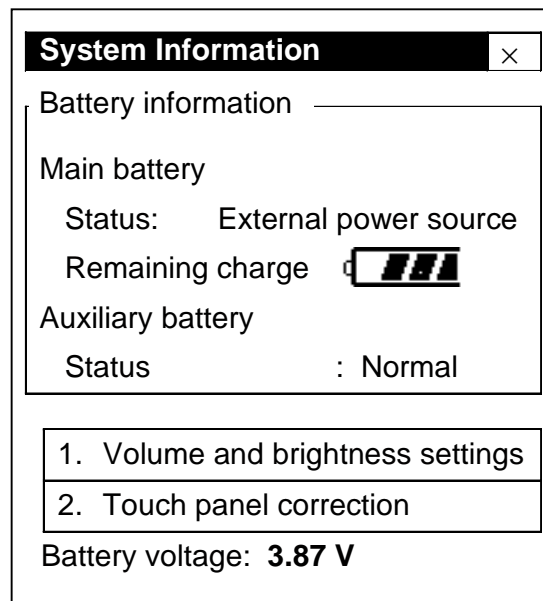 System Information ×
Battery information
Main battery
Status: External power source
Remaining charge
Auxiliary battery
Status : Normal
1. Volume and brightness settings
2. Touch panel correction
Battery voltage: 3.87 V